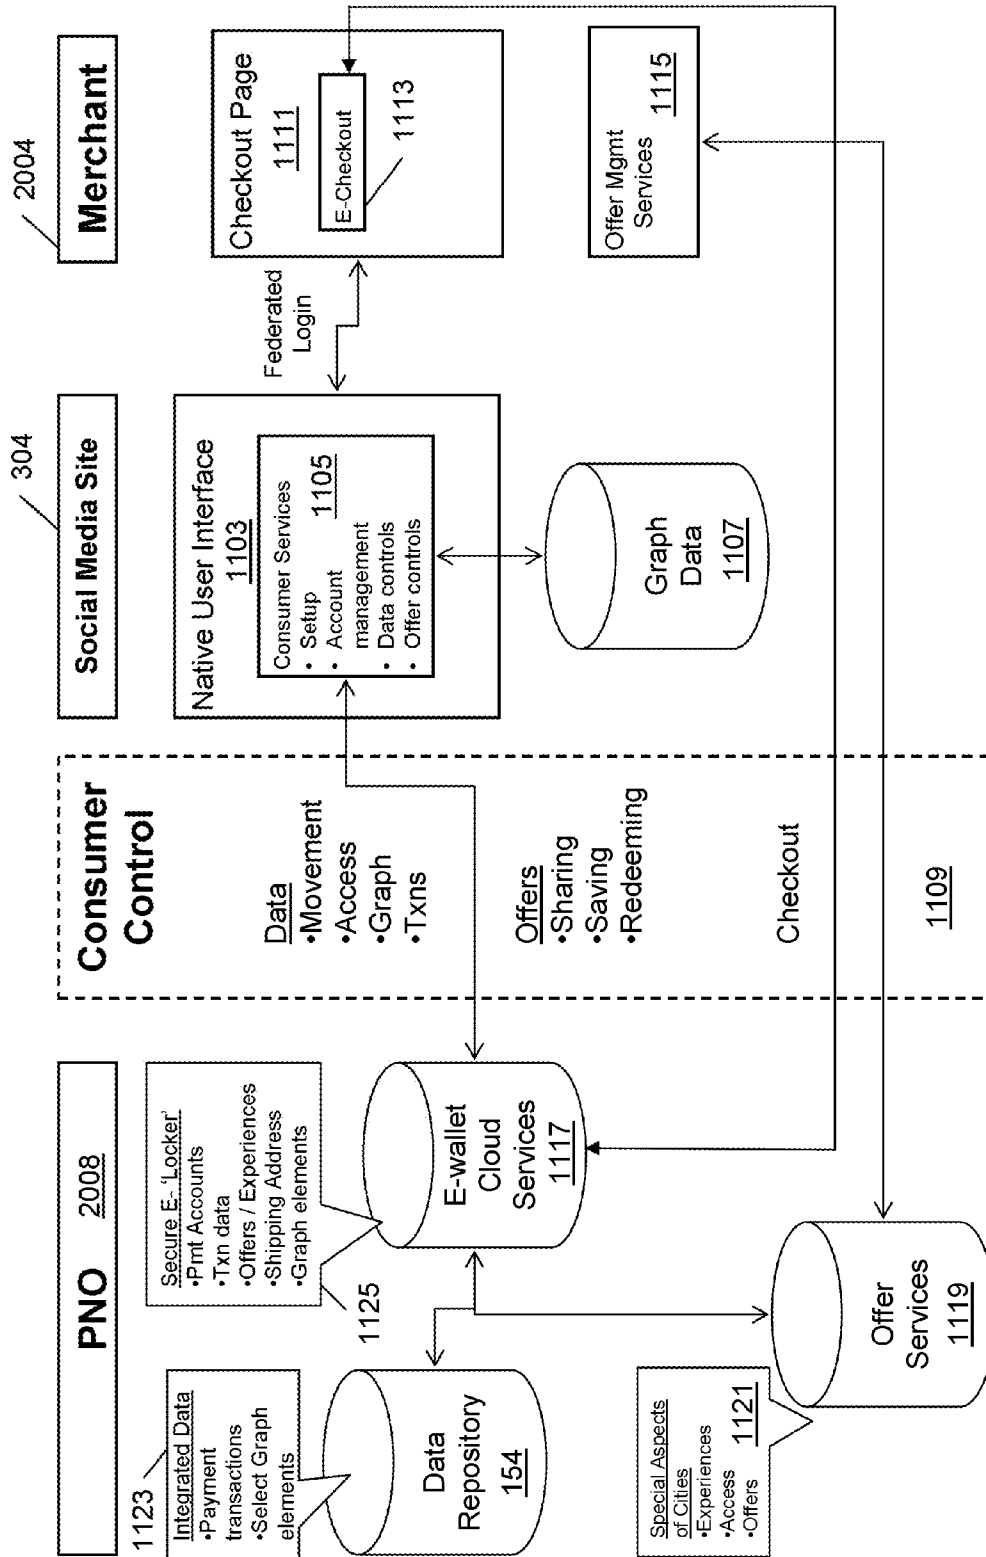 PNO 2008
Consumer
Control
Social Media Site
304
Merchant
2004
1123
Integrated Data
•Payment
transactions
•Select Graph
elements
Data
Repository
154
Secure E- 'Locker'
•Pmt Accounts
•Txn data
•Offers / Experiences
•Shipping Address
•Graph elements
1125
E-wallet
Cloud
Services
1117
Special Aspects
of Cities
•Experiences
•Access
•Offers
1121
Offer
Services
1119
Data
•Movement
•Access
•Graph
•Txns
Offers
•Sharing
•Saving
•Redeeming
Checkout
1109
Native User Interface
1103
Consumer Services
• Setup
• Account
management
• Data controls
• Offer controls
1105
Graph
Data
1107
Federated
Login
Checkout Page
1111
E-Checkout
1113
Offer Mgmt
Services
1115